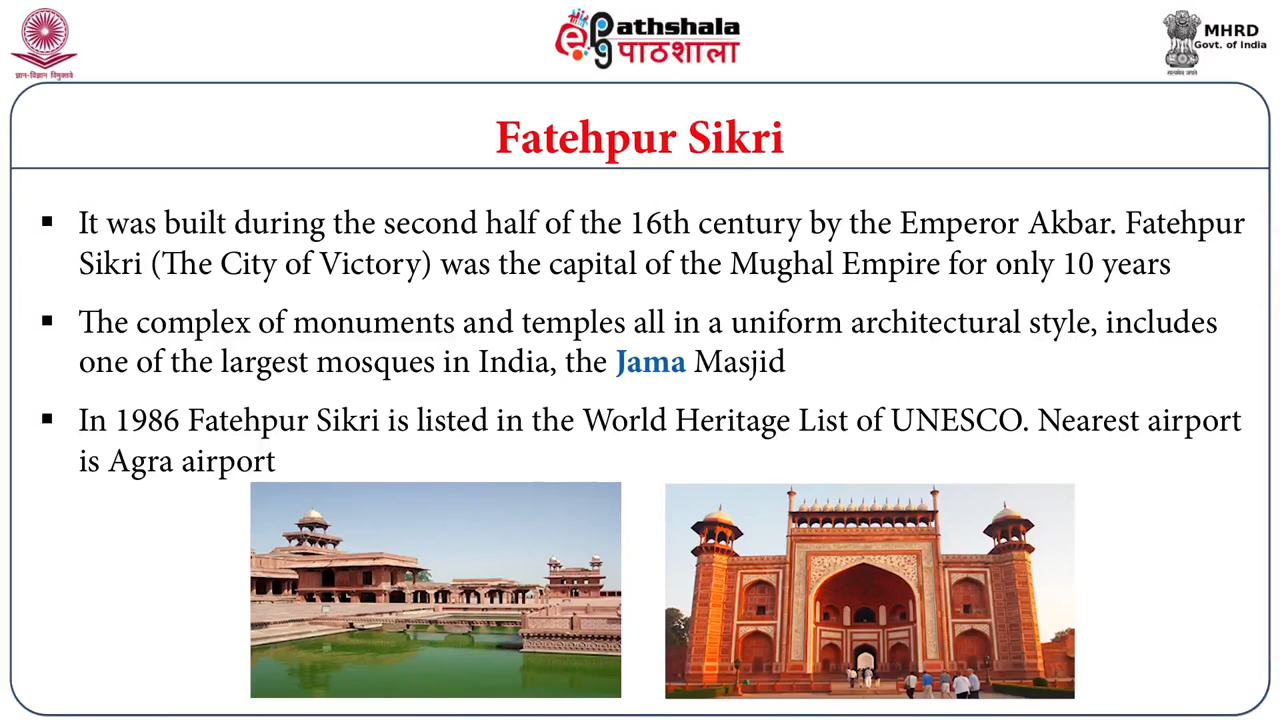 ज्ञान-विज्ञान विमुक्तये
ePathshala
पाठशाला
MHRD
Govt. of India
सत्यमेव जयते
Fatehpur Sikri
▪ It was built during the second half of the 16th century by the Emperor Akbar. Fatehpur
Sikri (The City of Victory) was the capital of the Mughal Empire for only 10 years
▪ The complex of monuments and temples all in a uniform architectural style, includes
one of the largest mosques in India, the Jama Masjid
▪ In 1986 Fatehpur Sikri is listed in the World Heritage List of UNESCO. Nearest airport
is Agra airport